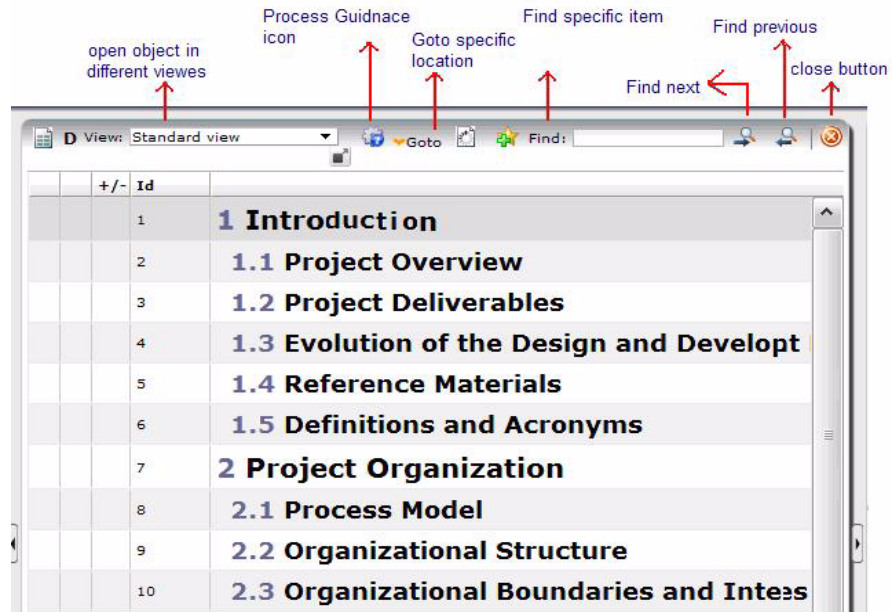 Process Guidnace
icon
Find specific item
Goto specific
location
Find previous
open object in
different viewes
Find next
close button
D View: Standard view
Goto
Find:
+/- Id
1 1 Introduction
2 1.1 Project Overview
3 1.2 Project Deliverables
4 1.3 Evolution of the Design and Developt
5 1.4 Reference Materials
6 1.5 Definitions and Acronyms
7 2 Project Organization
8 2.1 Process Model
9 2.2 Organizational Structure
10 2.3 Organizational Boundaries and